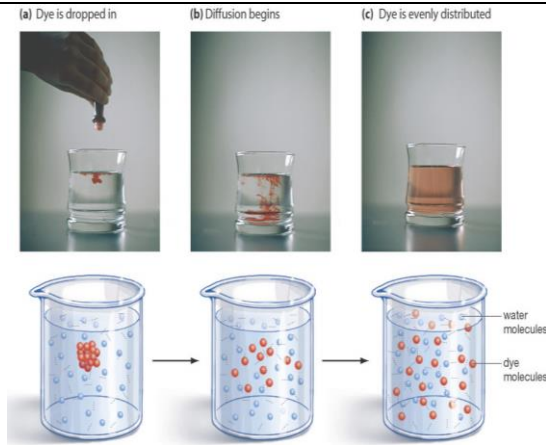 (a) Dye is dropped in
(b) Diffusion begins
(c) Dye is evenly distributed
water
molecules
dye
molecules